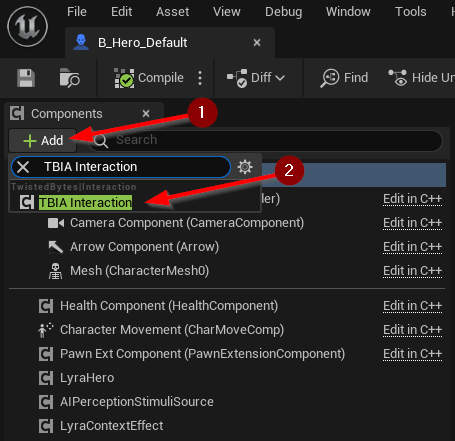 File Edit Asset View Debug Window Tools
B_Hero_Default
Compile Diff Find Hide Un
Components
1
Add Search
TBIA Interaction
2
TwistedBytes|Interaction
TBIA Interaction der) Edit in C++
Camera Component (CameraComponent) Edit in C++
Arrow Component (Arrow) Edit in C++
Mesh (CharacterMesh0) Edit in C++
Health Component (HealthComponent) Edit in C++
Character Movement (CharMoveComp) Edit in C++
Pawn Ext Component (PawnExtensionComponent) Edit in C++
LyraHero
AIPerceptionStimuliSource
LyraContextEffect